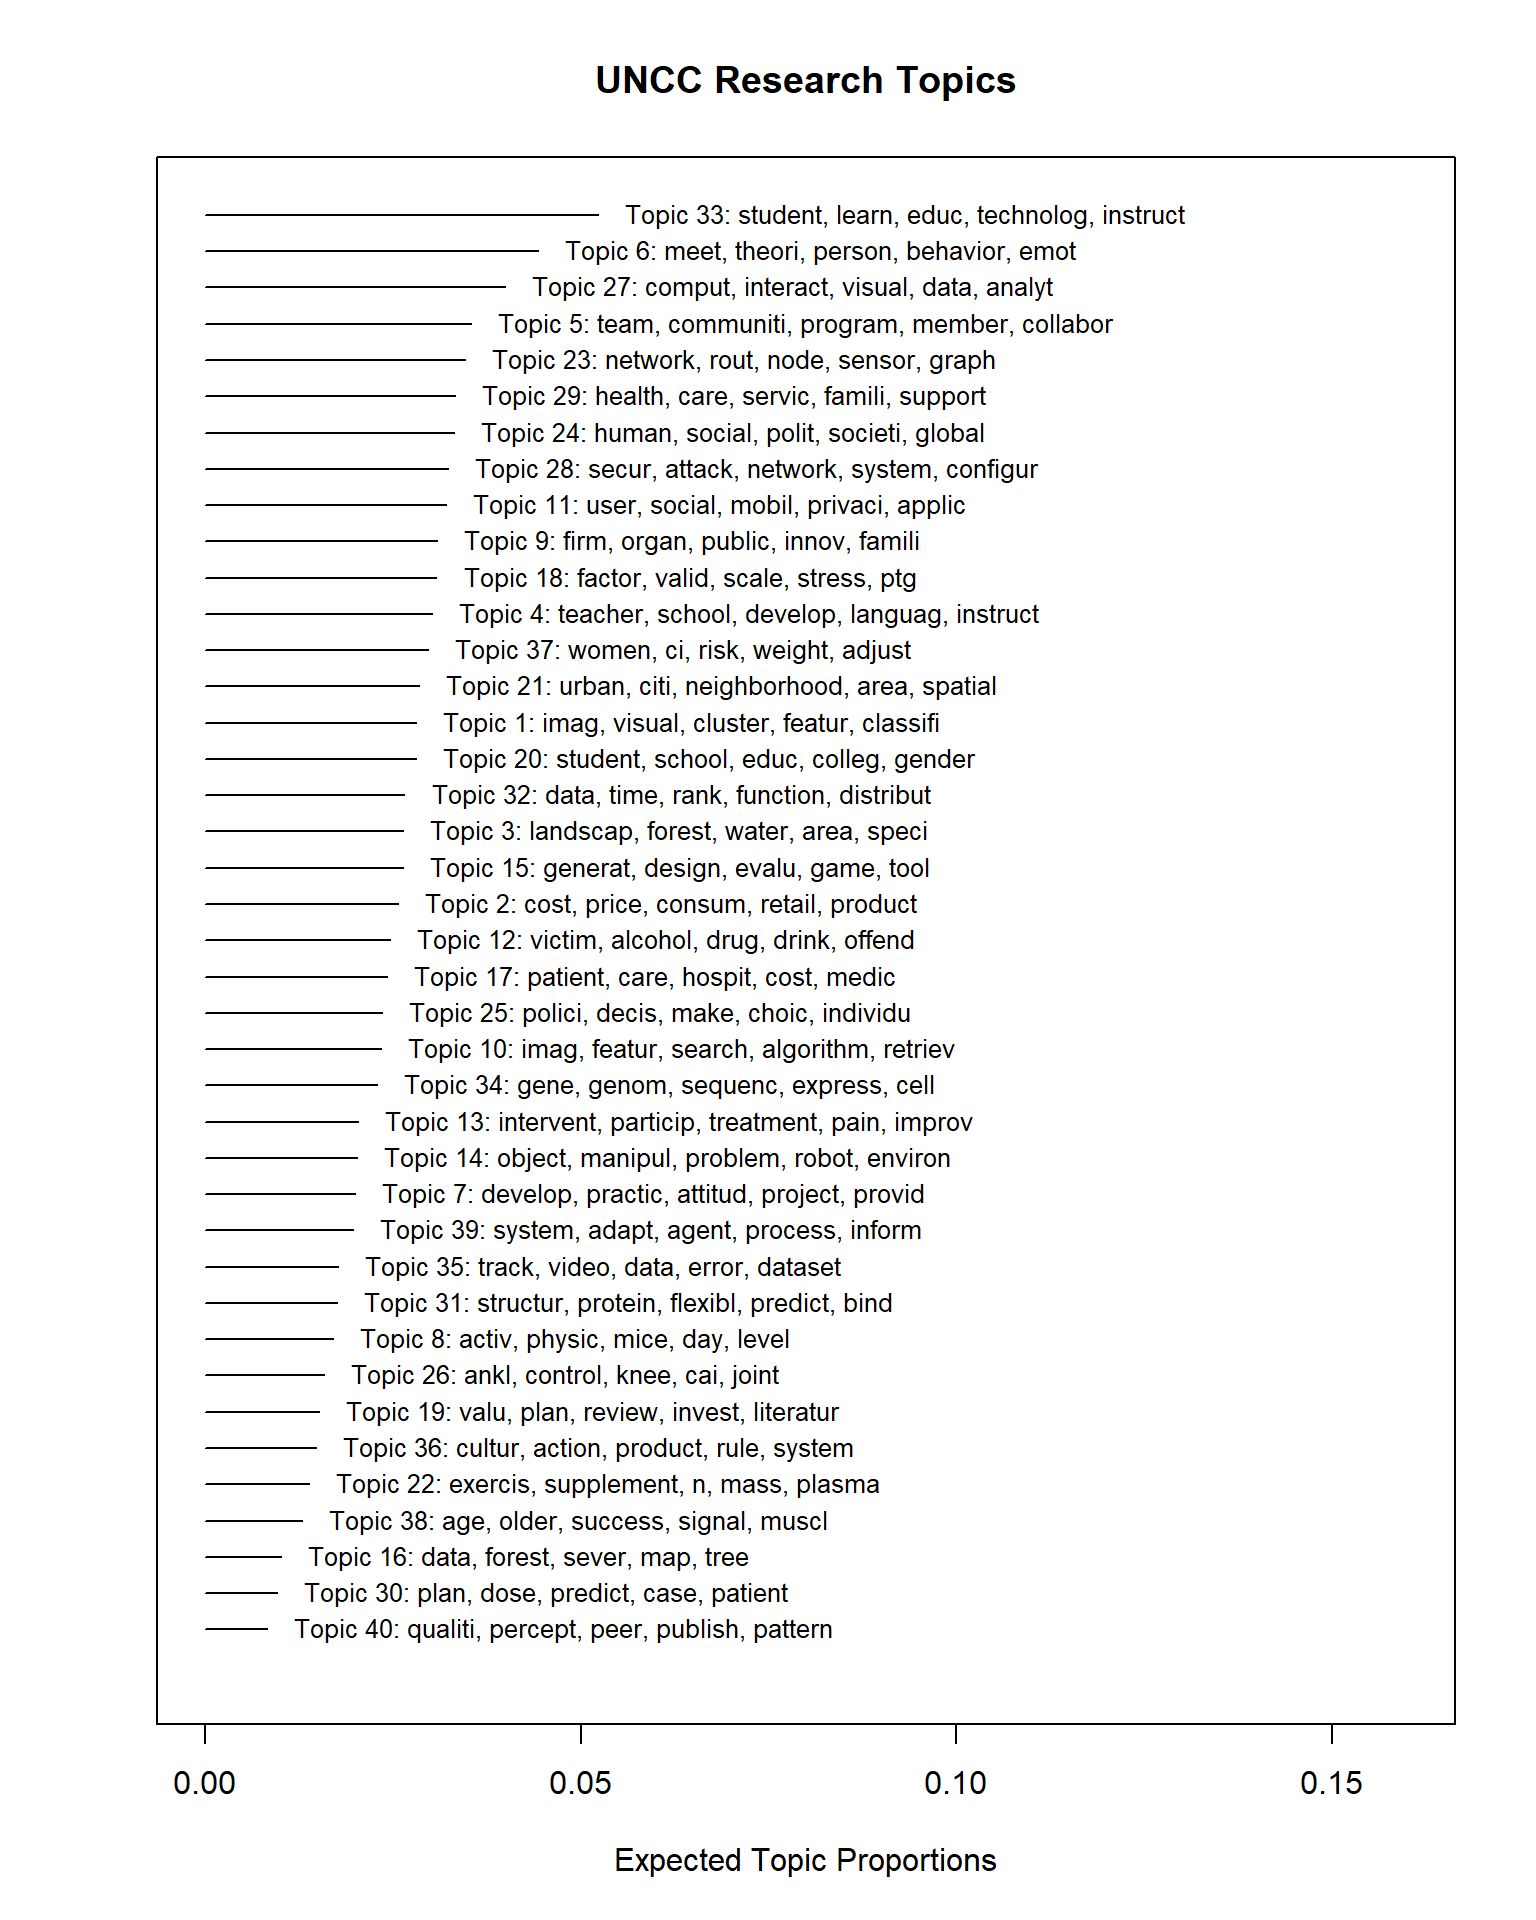 UNCC Research Topics
Topic 33: student, learn, educ, technolog, instruct
Topic 6: meet, theori, person, behavior, emot
Topic 27: comput, interact, visual, data, analyt
Topic 5: team, communiti, program, member, collabor
Topic 23: network, rout, node, sensor, graph
Topic 29: health, care, servic, famili, support
Topic 24: human, social, polit, societi, global
Topic 28: secur, attack, network, system, configur
Topic 11: user, social, mobil, privaci, applic
Topic 9: firm, organ, public, innov, famili
Topic 18: factor, valid, scale, stress, ptg
Topic 4: teacher, school, develop, languag, instruct
Topic 37: women, ci, risk, weight, adjust
Topic 21: urban, citi, neighborhood, area, spatial
Topic 1: imag, visual, cluster, featur, classifi
Topic 20: student, school, educ, colleg, gender
Topic 32: data, time, rank, function, distribut
Topic 3: landscap, forest, water, area, speci
Topic 15: generat, design, evalu, game, tool
Topic 2: cost, price, consum, retail, product
Topic 12: victim, alcohol, drug, drink, offend
Topic 17: patient, care, hospit, cost, medic
Topic 25: polici, decis, make, choic, individu
Topic 10: imag, featur, search, algorithm, retriev
Topic 34: gene, genom, sequenc, express, cell
Topic 13: intervent, particip, treatment, pain, improv
Topic 14: object, manipul, problem, robot, environ
Topic 7: develop, practic, attitud, project, provid
Topic 39: system, adapt, agent, process, inform
Topic 35: track, video, data, error, dataset
Topic 31: structur, protein, flexibl, predict, bind
Topic 8: activ, physic, mice, day, level
Topic 26: ankl, control, knee, cai, joint
Topic 19: valu, plan, review, invest, literatur
Topic 36: cultur, action, product, rule, system
Topic 22: exercis, supplement, n, mass, plasma
Topic 38: age, older, success, signal, muscl
Topic 16: data, forest, sever, map, tree
Topic 30: plan, dose, predict, case, patient
Topic 40: qualiti, percept, peer, publish, pattern
0.00 0.05 0.10 0.15
Expected Topic Proportions